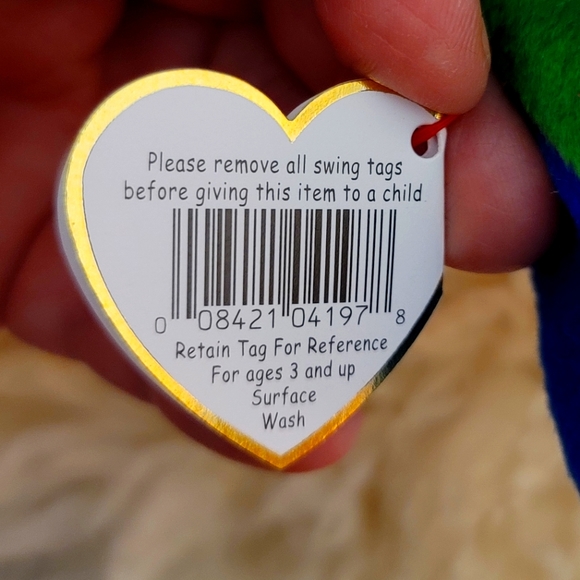 Please remove all swing tags
before giving this item to a child
0 08421 04197 8
Retain Tag For Reference
For ages 3 and up
Surface
Wash